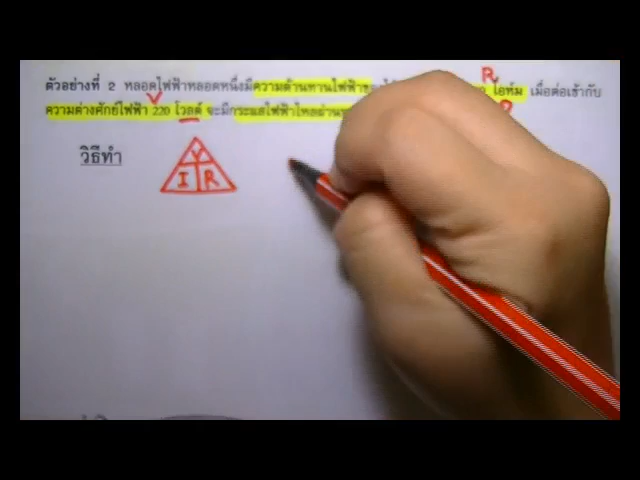 ตัวอย่างที่ 2 หลอดไฟฟ้าหลอดหนึ่งมีความต้านทานไฟฟ้าข โอห์ม เมื่อต่อเข้ากับ
R
ความต่างศักย์ไฟฟ้า 220 โวลต์ จะมีกระแสไฟฟ้าไหลผ่าน
V
?
วิธีทำ
V
I R